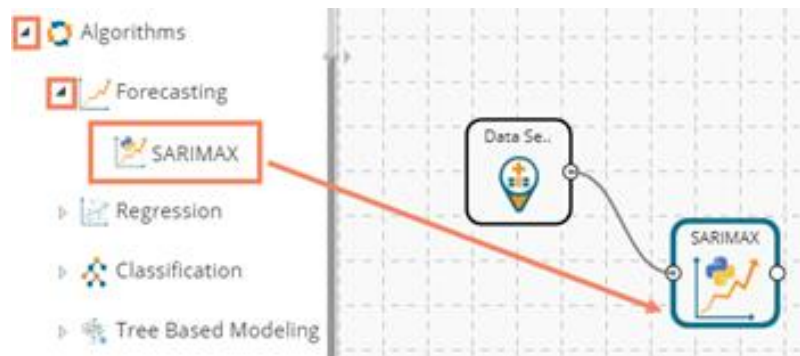 Algorithms
Forecasting
SARIMAX
Regression
Classification
Tree Based Modeling
Data Se..
SARIMAX